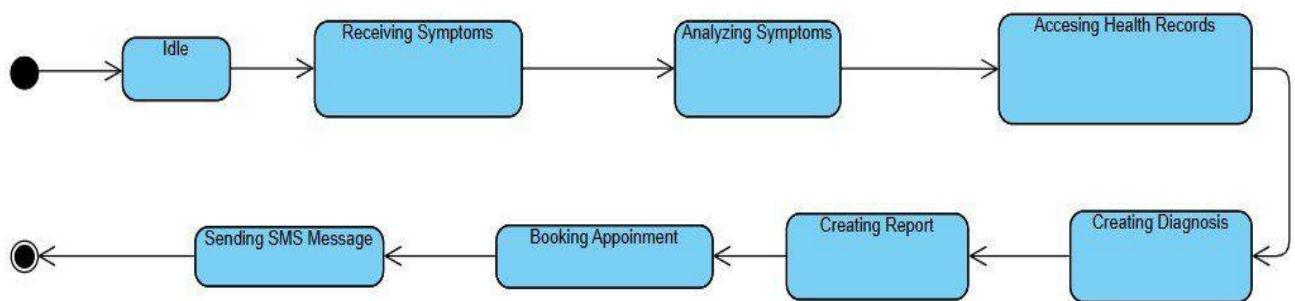 Idle
Receiving Symptoms
Analyzing Symptoms
Accesing Health Records
Sending SMS Message
Booking Appoinment
Creating Report
Creating Diagnosis